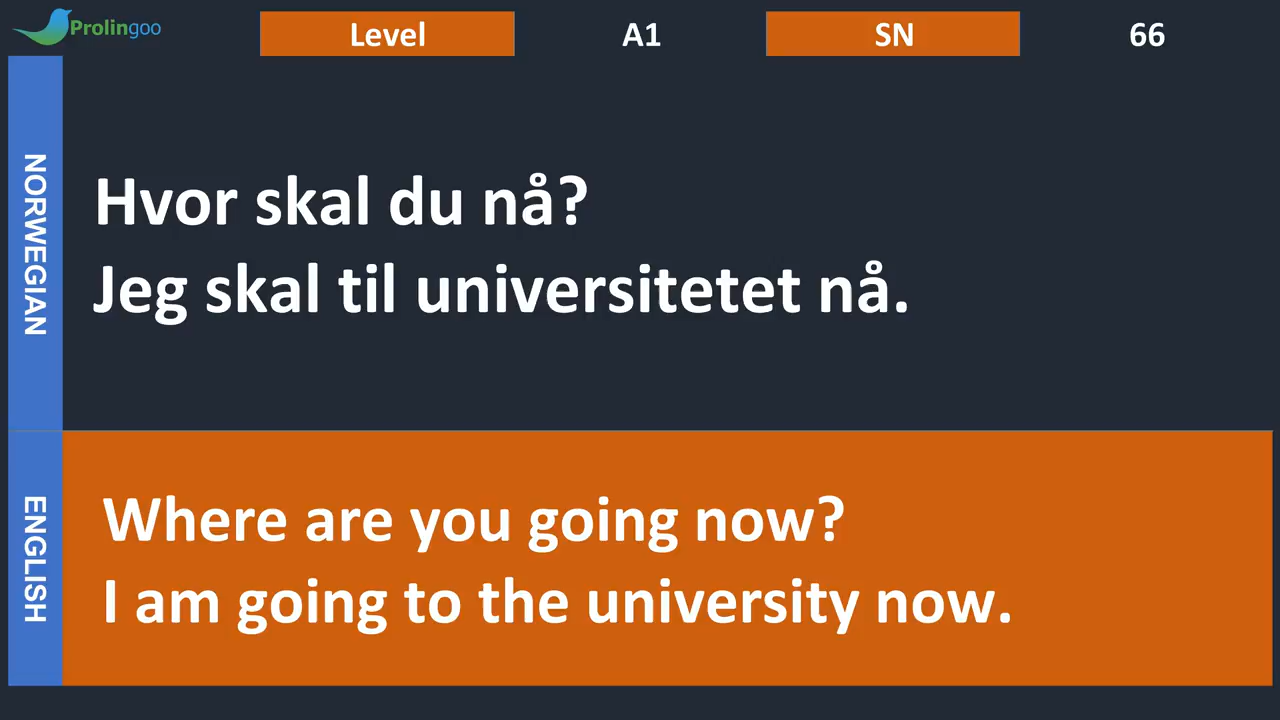 Prolingoo
Level A1 SN 66
NORWEGIAN
Hvor skal du nå?
Jeg skal til universitetet nå.
ENGLISH
Where are you going now?
I am going to the university now.